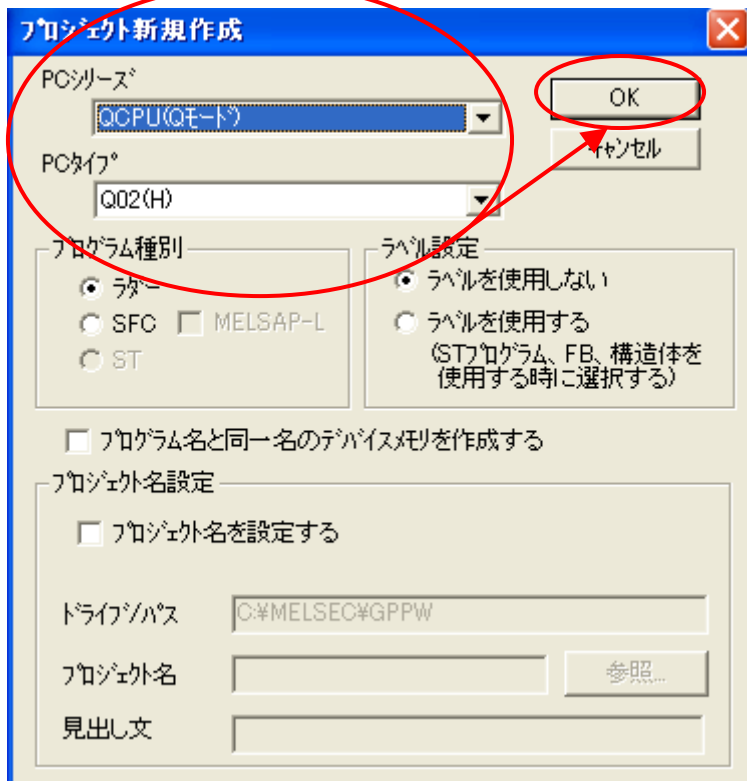 ﾌﾟﾛｼﾞｪｸﾄ新規作成
PCｼﾘｰｽﾞ
QCPU(Qﾓｰﾄﾞ)
OK
ｷｬﾝｾﾙ
PCﾀｲﾌﾟ
Q02(H)
ﾌﾟﾛｸﾞﾗﾑ種別
ﾗﾀﾞｰ
SFC
MELSAP-L
ST
ﾗﾍﾞﾙ設定
ﾗﾍﾞﾙを使用しない
ﾗﾍﾞﾙを使用する
(STﾌﾟﾛｸﾞﾗﾑ、FB、構造体を
使用する時に選択する)
ﾌﾟﾛｸﾞﾗﾑ名と同一名のﾃﾞﾊﾞｲｽﾒﾓﾘを作成する
ﾌﾟﾛｼﾞｪｸﾄ名設定
ﾌﾟﾛｼﾞｪｸﾄ名を設定する
ﾄﾞﾗｲﾌﾞ/ﾊﾟｽ
C:¥MELSEC¥GPPW
ﾌﾟﾛｼﾞｪｸﾄ名
参照...
見出し文